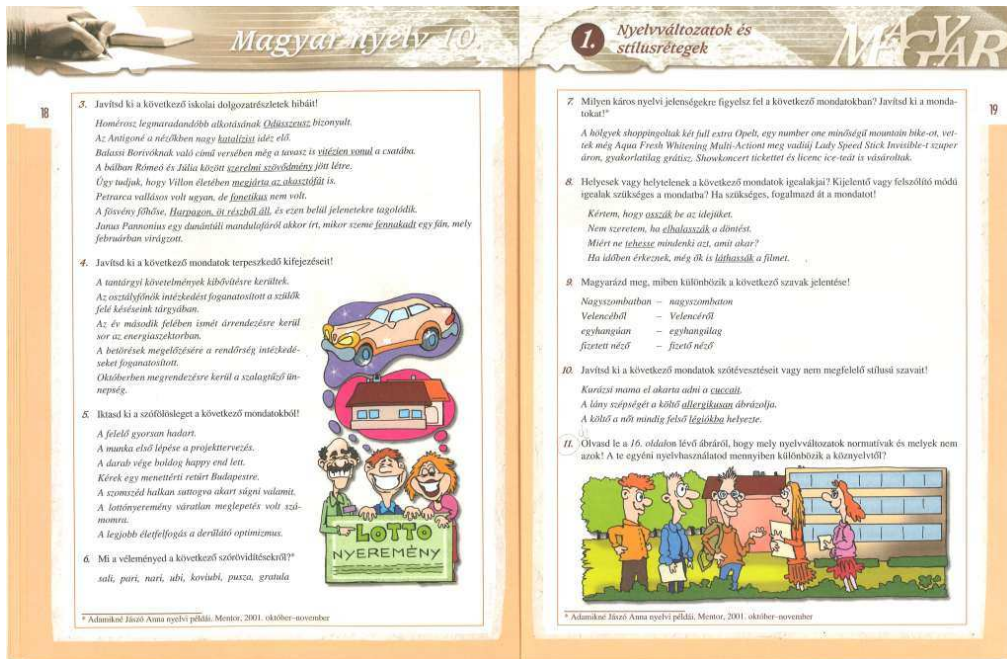 Magyar nyelv 10.
18
3. Javítsd ki a következő iskolai dolgozatrészletek hibáit!
Homérosz legmaradandóbb alkotásának Odüsszeusz bizonyult.
Az Antigoné a nézőkben nagy katalízist idéz elő.
Balassi Borivóknak való című versében még a tavasz is vitézien vonul a csatába.
A bálban Rómeó és Júlia között szerelmi szövődmény jött létre.
Úgy tudjuk, hogy Villon életében megjárta az akasztófát is.
Petrarca vallásos volt ugyan, de fonetikus nem volt.
A fösvény főhőse, Harpagon, öt részből áll, és ezen belül jelenetekre tagolódik.
Janus Pannonius egy dunántúli mandulafáról akkor írt, mikor szeme fennakadt egy fán, mely
februárban virágzott.
4. Javítsd ki a következő mondatok terpeszkedő kifejezéseit!
A tantárgyi követelmények kibővítésre kerültek.
Az osztályfőnök intézkedést foganatosított a szülők
felé késéseink tárgyában.
Az év második felében ismét árrendezésre kerül
sor az energiaszektorban.
A betörések megelőzésére a rendőrség intézkedé-
seket foganatosított.
Októberben megrendezésre kerül a szalagtűző ün-
nepség.
5. Iktasd ki a szófölösleget a következő mondatokból!
A felelő gyorsan hadart.
A munka első lépése a projekttervezés.
A darab vége boldog happy end lett.
Kérek egy menettérti retúrt Budapestre.
A szomszéd halkan suttogva akart súgni valamit.
A lottónyeremény váratlan meglepetés volt szá-
momra.
A legjobb életfelfogás a derűlátó optimizmus.
6. Mi a véleményed a következő szórövidítésekről?*
sali, pari, nari, ubi, koviubi, pusza, gratula
LOTTO
NYEREMÉNY
* Adamikné Jászó Anna nyelvi példái. Mentor, 2001. október–november
1. Nyelvváltozatok és
stílusrétegek
MAGYAR
19
7. Milyen káros nyelvi jelenségekre figyelsz fel a következő mondatokban? Javítsd ki a monda-
tokat!*
A hölgyek shoppingoltak két full extra Opelt, egy number one minőségű mountain bike-ot, vet-
tek még Aqua Fresh Whitening Multi-Actiont meg vadiúj Lady Speed Stick Invisible-t szuper
áron, gyakorlatilag grátisz. Showkoncert tickettet és licenc ice-teát is vásároltak.
8. Helyesek vagy helytelenek a következő mondatok igealakjai? Kijelentő vagy felszólító módú
igealak szükséges a mondatba? Ha szükséges, fogalmazd át a mondatot!
Kértem, hogy osszák be az idejüket.
Nem szeretem, ha elhalasszák a döntést.
Miért ne tehesse mindenki azt, amit akar?
Ha időben érkeznek, még ők is láthassák a filmet.
9. Magyarázd meg, miben különbözik a következő szavak jelentése!
Nagyszombatban – nagyszombaton
Velencéből – Velencéről
egyhangúan – egyhangúlag
fizetett néző – fizető néző
10. Javítsd ki a következő mondatok szótévesztéseit vagy nem megfelelő stílusú szavait!
Kurázsi mama el akarta adni a cuccait.
A lány szépségét a költő allergikusan ábrázolja.
A költő a nőt mindig felső légiókba helyezte.
11. Olvasd le a 16. oldalon lévő ábráról, hogy mely nyelvváltozatok normatívak és melyek nem
azok! A te egyéni nyelvhasználatod mennyiben különbözik a köznyelvtől?
* Adamikné Jászó Anna nyelvi példái. Mentor, 2001. október–november